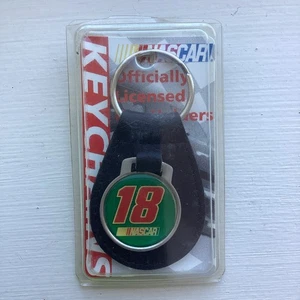 NASCAR
Officially
Licensed
KEYCHAINS
18
NASCAR